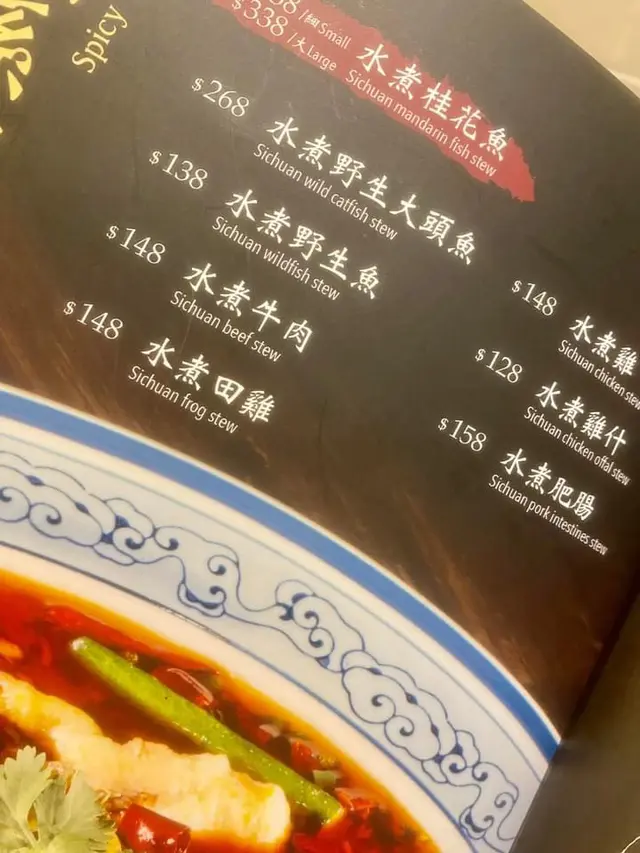 Spicy
/細 Small
$338 /大 Large
水煮桂花魚
Sichuan mandarin fish stew
$268
水煮野生大頭魚
Sichuan wild catfish stew
$138
水煮野生魚
Sichuan wildfish stew
$148
水煮牛肉
Sichuan beef stew
$148
水煮田雞
Sichuan frog stew
$148
水煮雞
Sichuan chicken stew
$128
水煮雞什
Sichuan chicken offal stew
$158
水煮肥腸
Sichuan pork intestines stew